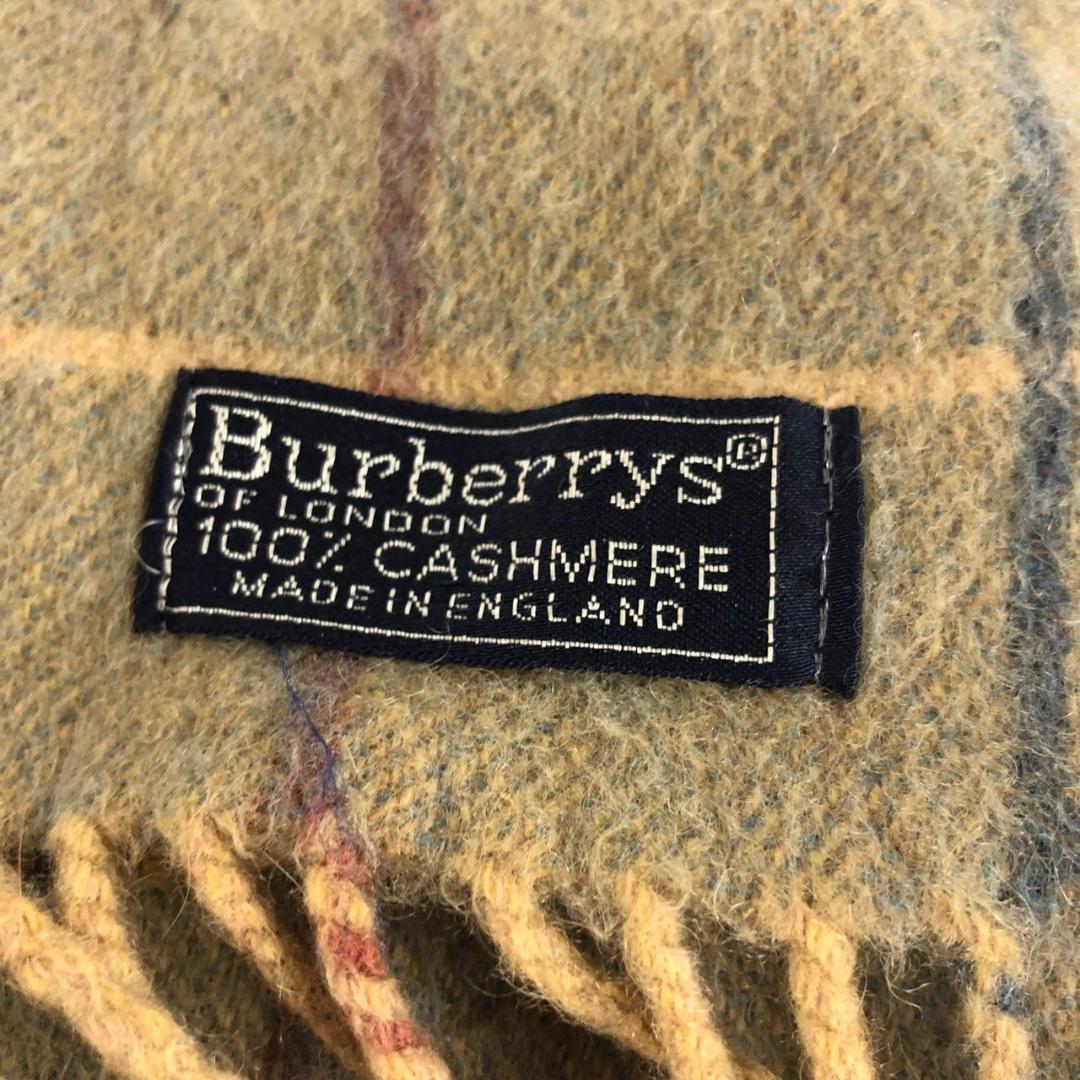 Burberrys®
OF LONDON
100% CASHMERE
MADE IN ENGLAND